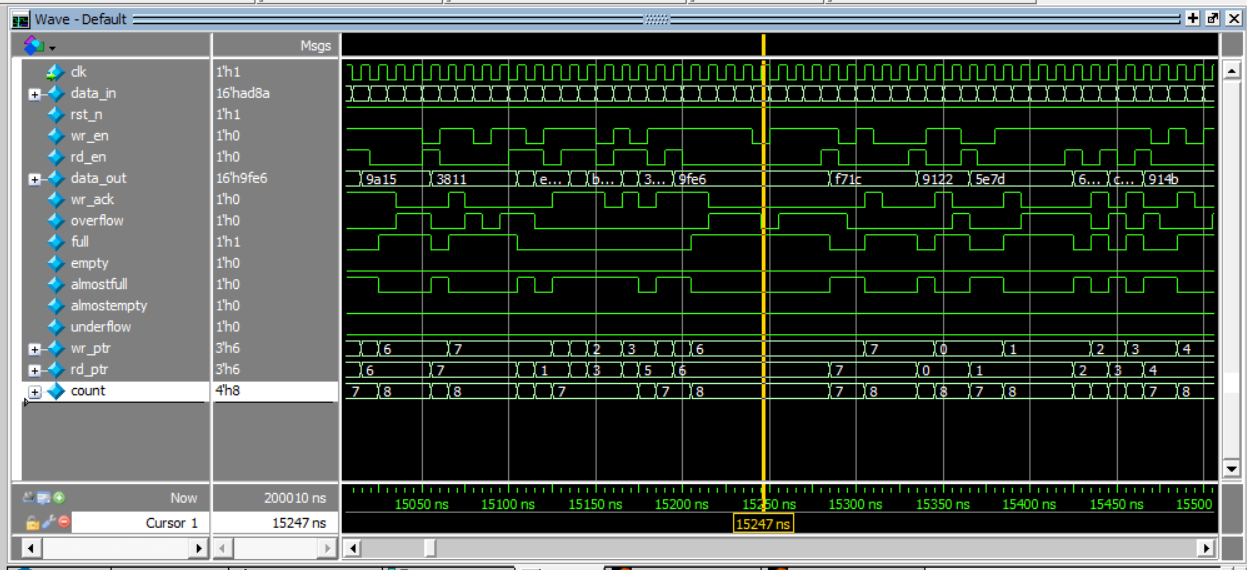 Wave - Default
Msgs
clk 1'h1
data_in 16'had8a
rst_n 1'h1
wr_en 1'h0
rd_en 1'h0
data_out 16'h9fe6 9a15 3811 e... b... 3... 9fe6 f71c 9122 5e7d 6... c... 914b
wr_ack 1'h0
overflow 1'h0
full 1'h1
empty 1'h0
almostfull 1'h0
almostempty 1'h0
underflow 1'h0
wr_ptr 3'h6 6 7 2 3 6 7 0 1 2 3 4
rd_ptr 3'h6 6 7 1 3 5 6 7 0 1 2 3 4
count 4'h8 7 8 8 7 7 8 7 8 8 7 8 7 8
Now 200010 ns 15050 ns 15100 ns 15150 ns 15200 ns 15250 ns 15300 ns 15350 ns 15400 ns 15450 ns 15500
Cursor 1 15247 ns 15247 ns